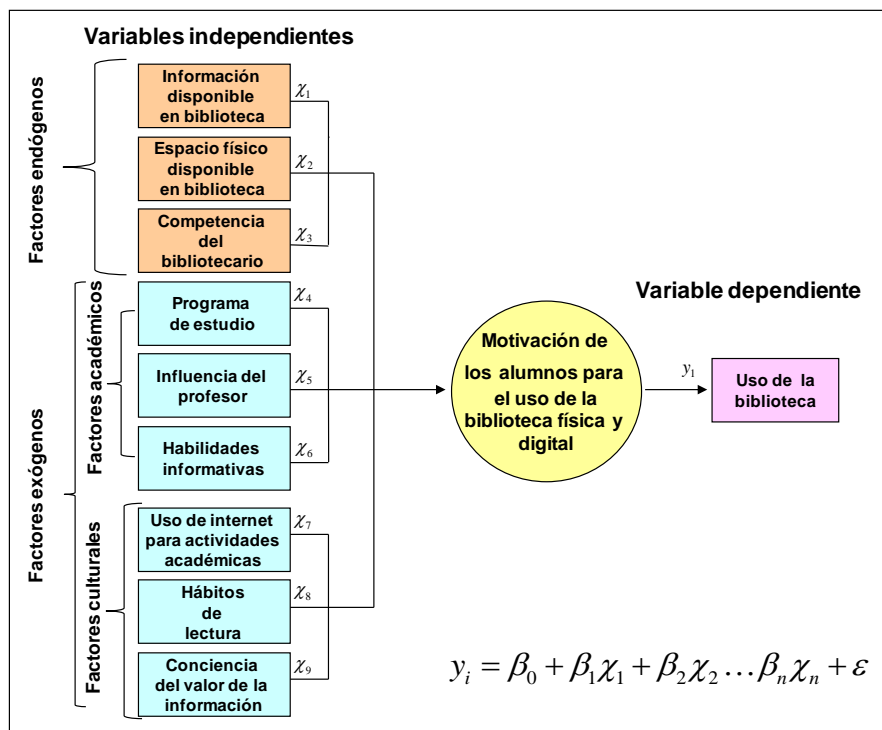 Variables independientes
Factores endógenos
Información
disponible
en biblioteca
χ1
Espacio físico
disponible
en biblioteca
χ2
Competencia
del
bibliotecario
χ3
Factores exógenos
Factores académicos
Programa
de estudio
χ4
Influencia del
profesor
χ5
Habilidades
informativas
χ6
Factores culturales
Uso de internet
para actividades
académicas
χ7
Hábitos
de
lectura
χ8
Conciencia
del valor de la
información
χ9
Motivación de
los alumnos para
el uso de la
biblioteca física y
digital
Variable dependiente
y1
Uso de la
biblioteca
yi = β0 + β1χ1 + β2χ2 ...βnχn + ε